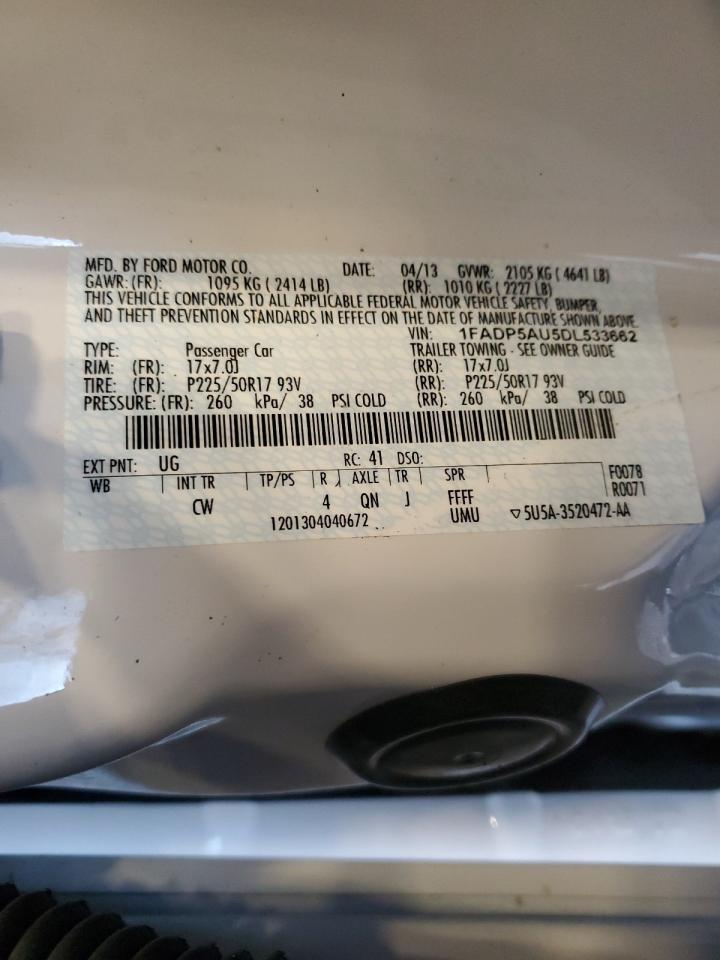 MFD. BY FORD MOTOR CO. DATE: 04/13 GVWR: 2105 KG ( 4641 LB)
GAWR: (FR): 1095 KG ( 2414 LB) (RR): 1010 KG ( 2227 LB)
THIS VEHICLE CONFORMS TO ALL APPLICABLE FEDERAL MOTOR VEHICLE SAFETY, BUMPER,
AND THEFT PREVENTION STANDARDS IN EFFECT ON THE DATE OF MANUFACTURE SHOWN ABOVE.
VIN: 1FADP5AU5DL533662
TYPE: Passenger Car TRAILER TOWING - SEE OWNER GUIDE
RIM: (FR): 17x7.0J (RR): 17x7.0J
TIRE: (FR): P225/50R17 93V (RR): P225/50R17 93V
PRESSURE: (FR): 260 kPa/ 38 PSI COLD (RR): 260 kPa/ 38 PSI COLD
EXT PNT: UG RC: 41 DSO:
WB INT TR TP/PS R AXLE TR SPR F0078
R0071
CW 4 QN J FFFF
1201304040672 UMU ▽5U5A-3520472-AA